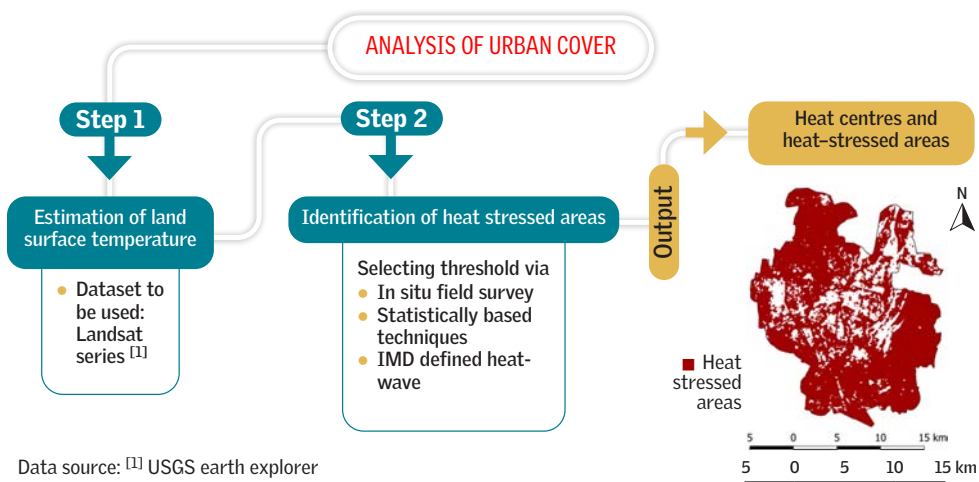 ANALYSIS OF URBAN COVER
Step 1
Estimation of land
surface temperature
● Dataset to
be used:
Landsat
series [1]
Step 2
Identification of heat stressed areas
Selecting threshold via
● In situ field survey
● Statistically based
techniques
● IMD defined heat-
wave
Output
Heat centres and
heat–stressed areas
N
Heat
stressed
areas
5 0 5 10 15 km
5 0 5 10 15 km
Data source: [1] USGS earth explorer